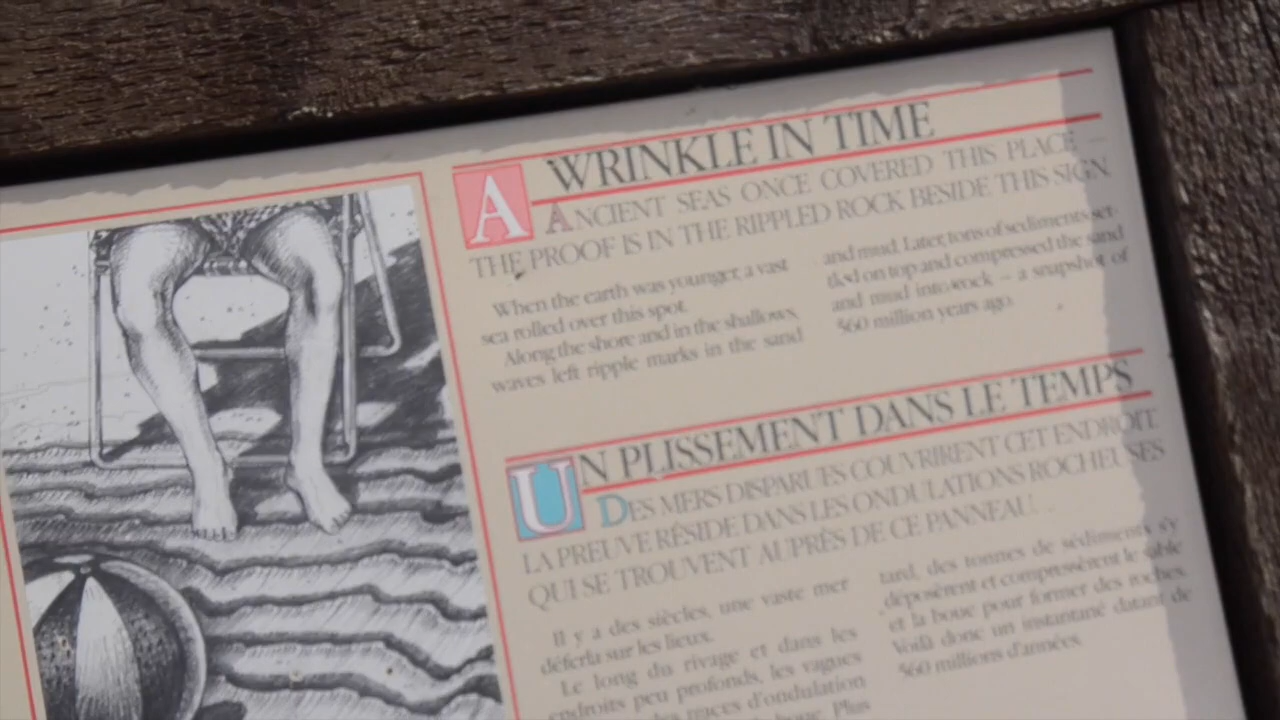 A WRINKLE IN TIME
ANCIENT SEAS ONCE COVERED THIS PLACE —
THE PROOF IS IN THE RIPPLED ROCK BESIDE THIS SIGN.
When the earth was younger, a vast
sea rolled over this spot.
Along the shore and in the shallows,
waves left ripple marks in the sand
and mud. Later, tons of sediments set-
tled on top and compressed the sand
and mud into rock — a snapshot of
560 million years ago.
UN PLISSEMENT DANS LE TEMPS
DES MERS DISPARUES COUVRIRENT CET ENDROIT.
LA PREUVE RÉSIDE DANS LES ONDULATIONS ROCHEUSES
QUI SE TROUVENT AUPRÈS DE CE PANNEAU.
Il y a des siècles, une vaste mer
déferla sur les lieux.
Le long du rivage et dans les
endroits peu profonds, les vagues
des traces d'ondulation
boue. Plus
tard, des tonnes de sédiments s'y
déposèrent et compressèrent le sable
et la boue pour former des roches.
Voilà donc un instantané datant de
560 millions d'années.